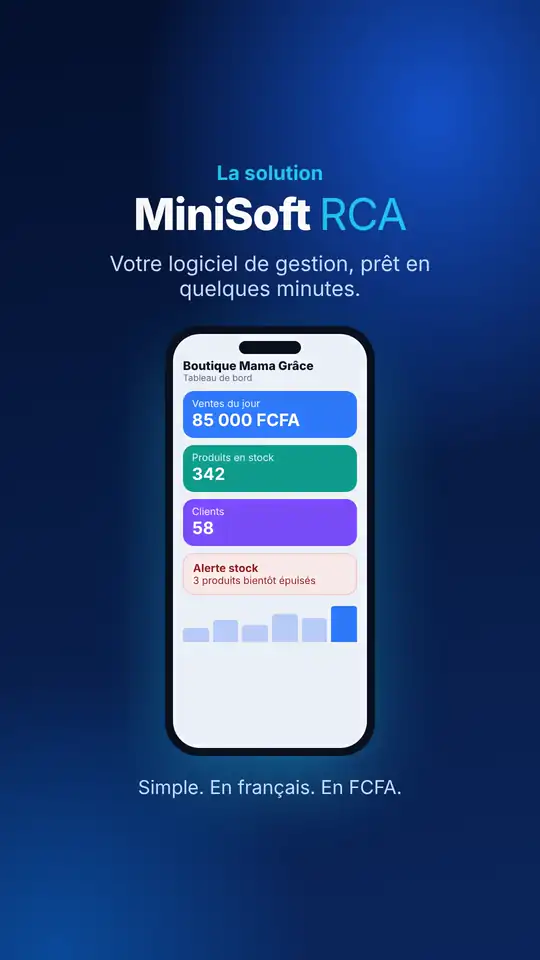 La solution
MiniSoft RCA
Votre logiciel de gestion, prêt en
quelques minutes.
Boutique Mama Grâce
Tableau de bord
Ventes du jour
85 000 FCFA
Produits en stock
342
Clients
58
Alerte stock
3 produits bientôt épuisés
Simple. En français. En FCFA.